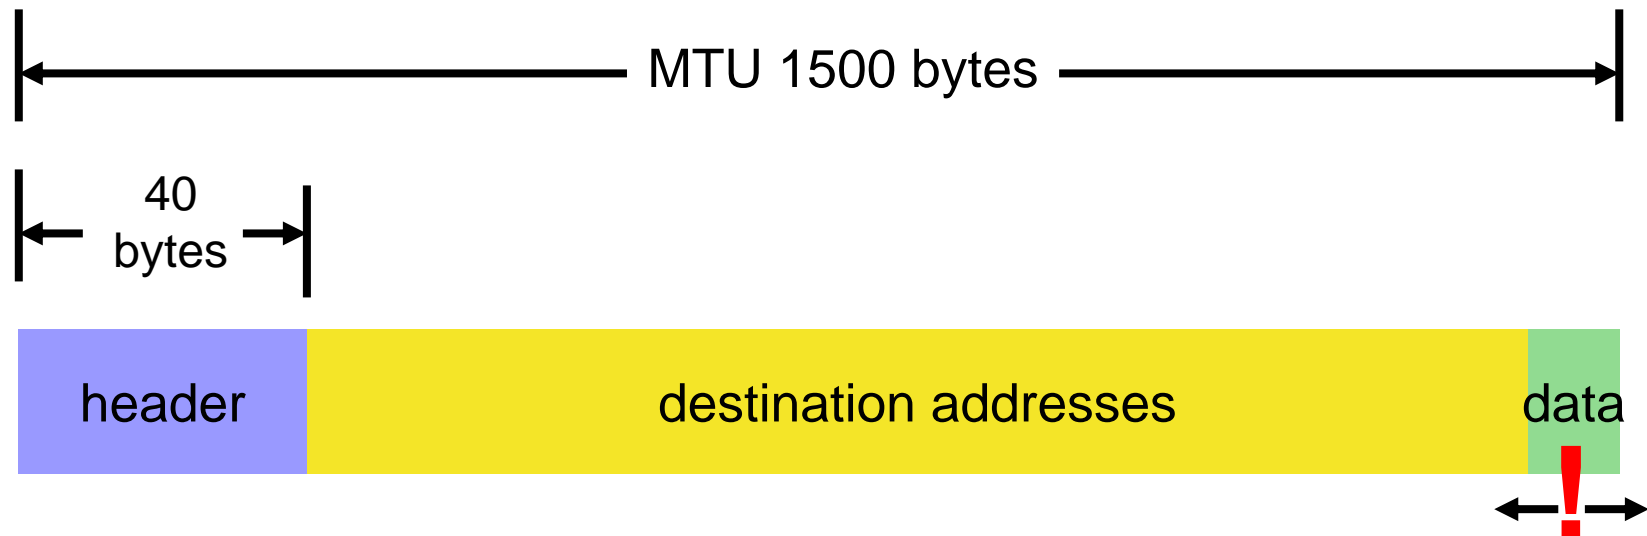 MTU 1500 bytes
40
bytes
header
destination addresses
data
!